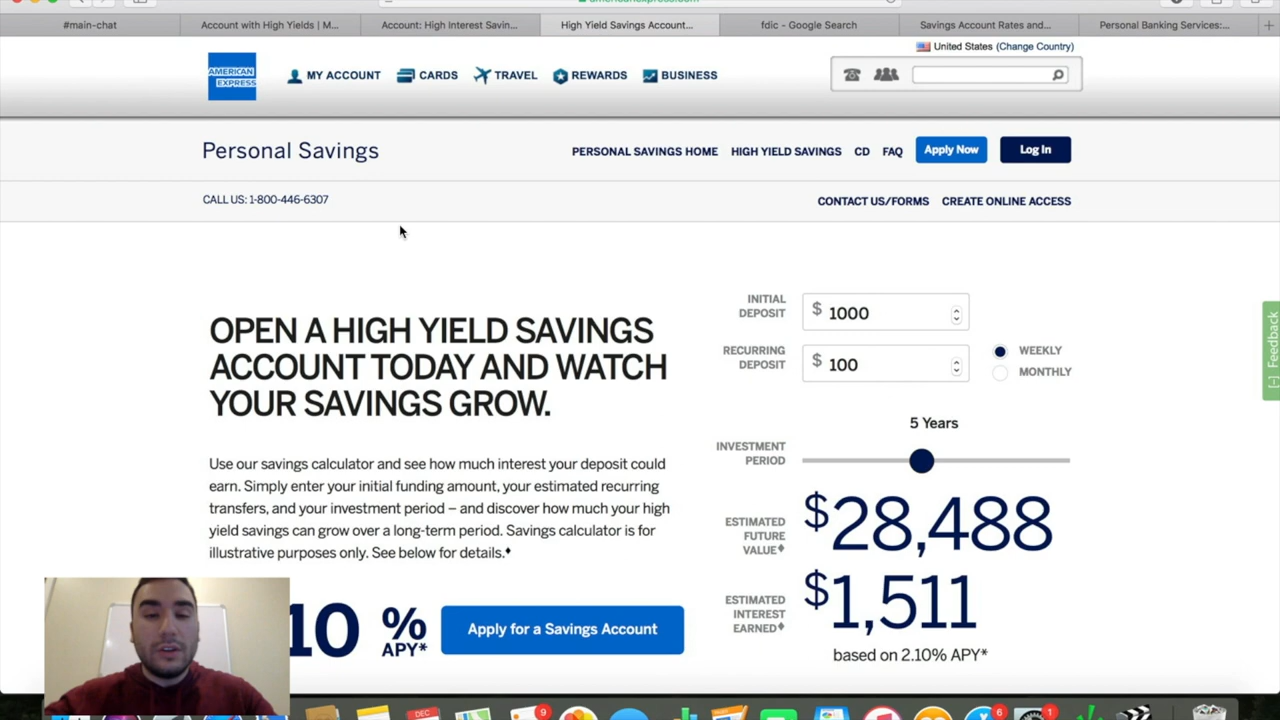 #main-chat
Account with High Yields | M...
Account: High Interest Savin...
High Yield Savings Account...
fdic - Google Search
Savings Account Rates and...
Personal Banking Services:...
United States (Change Country)
AMERICAN EXPRESS
MY ACCOUNT
CARDS
TRAVEL
REWARDS
BUSINESS
Personal Savings
PERSONAL SAVINGS HOME
HIGH YIELD SAVINGS
CD
FAQ
Apply Now
Log In
CALL US: 1-800-446-6307
CONTACT US/FORMS
CREATE ONLINE ACCESS
OPEN A HIGH YIELD SAVINGS
ACCOUNT TODAY AND WATCH
YOUR SAVINGS GROW.
Use our savings calculator and see how much interest your deposit could
earn. Simply enter your initial funding amount, your estimated recurring
transfers, and your investment period – and discover how much your high
yield savings can grow over a long-term period. Savings calculator is for
illustrative purposes only. See below for details.♦
10 % APY*
Apply for a Savings Account
INITIAL
DEPOSIT
$ 1000
RECURRING
DEPOSIT
$ 100
WEEKLY
MONTHLY
5 Years
INVESTMENT
PERIOD
ESTIMATED
FUTURE
VALUE♦
$28,488
ESTIMATED
INTEREST
EARNED♦
$1,511
based on 2.10% APY*
[-] Feedback
DEC
9
6
1